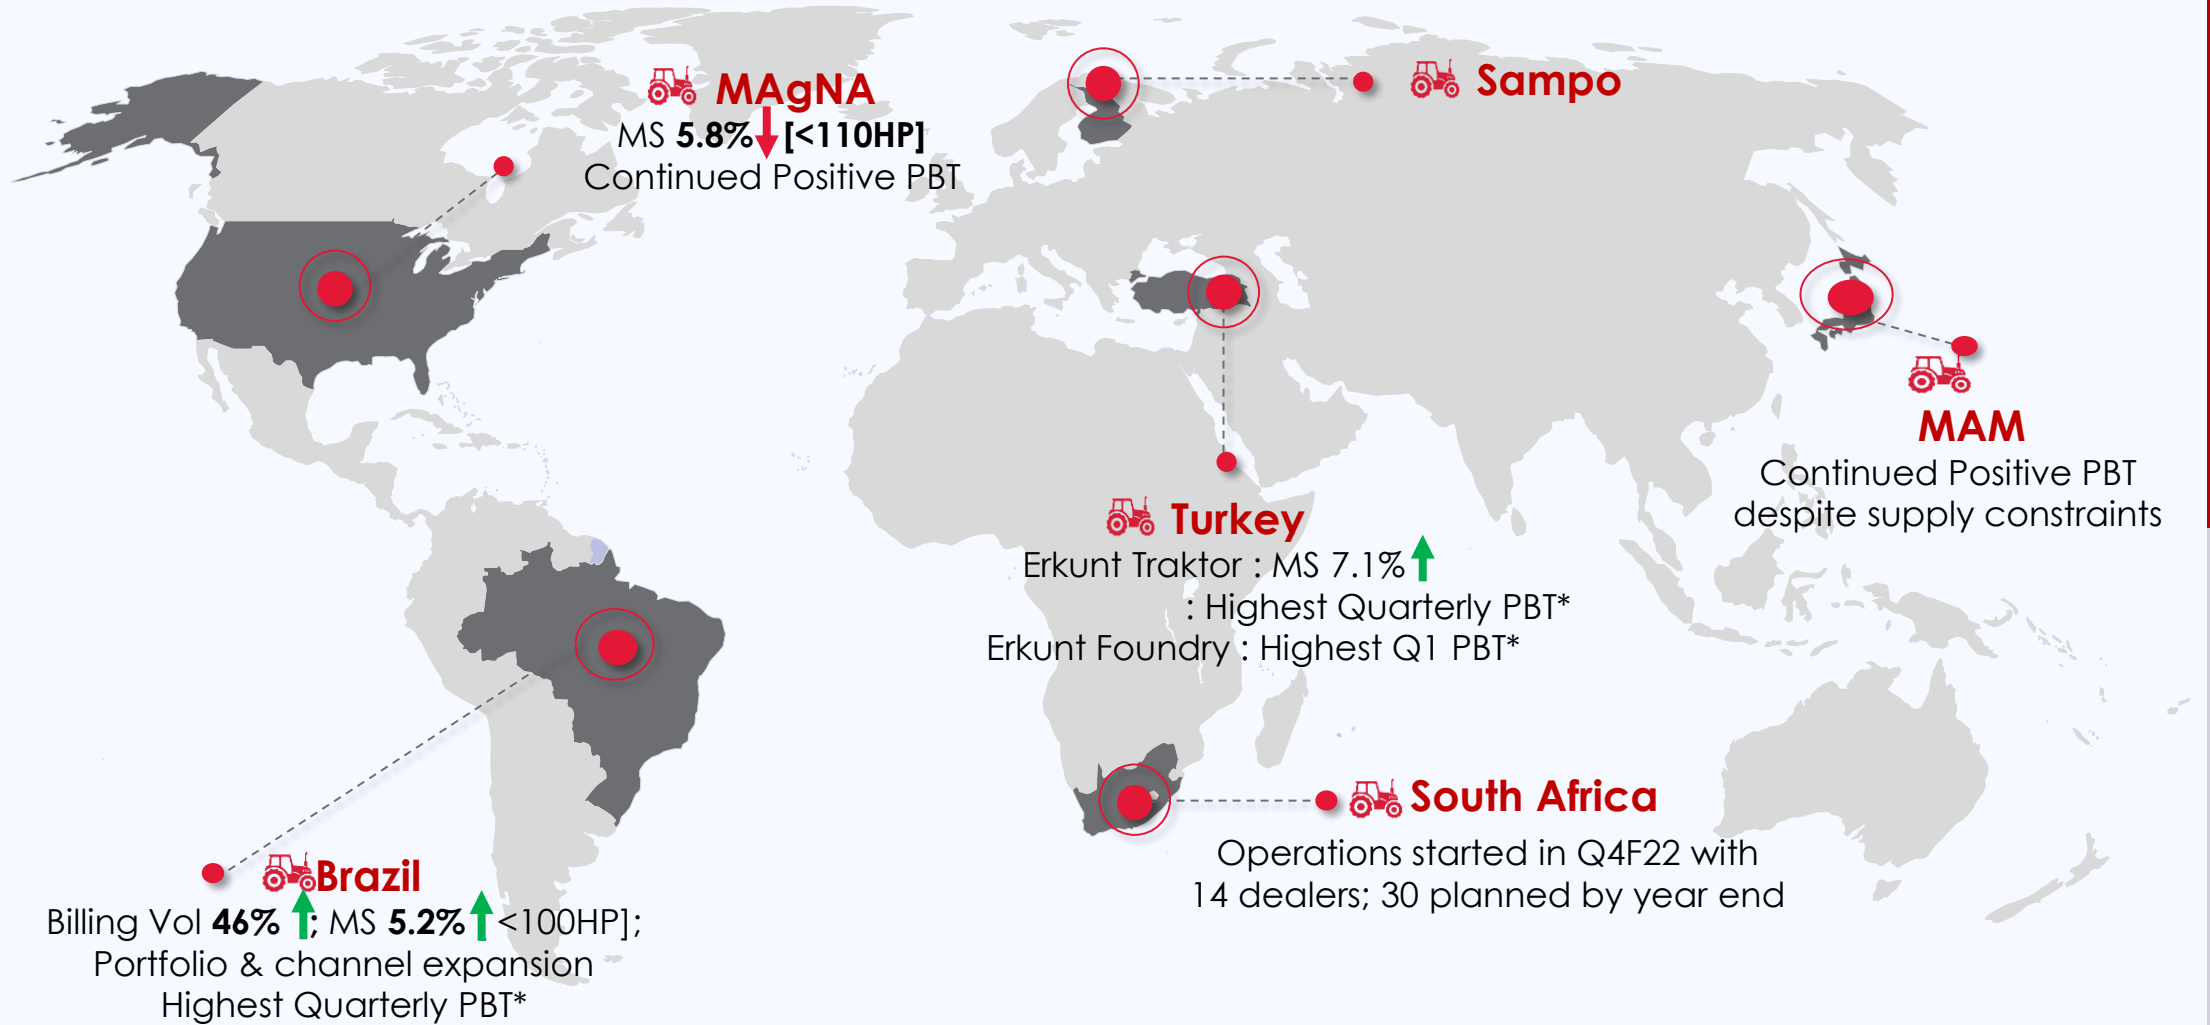 MAgNA
MS 5.8% [<110HP]
Continued Positive PBT
Sampo
MAM
Continued Positive PBT
despite supply constraints
Turkey
Erkunt Traktor : MS 7.1%
: Highest Quarterly PBT*
Erkunt Foundry : Highest Q1 PBT*
South Africa
Operations started in Q4F22 with
14 dealers; 30 planned by year end
Brazil
Billing Vol 46% ; MS 5.2% <100HP];
Portfolio & channel expansion
Highest Quarterly PBT*